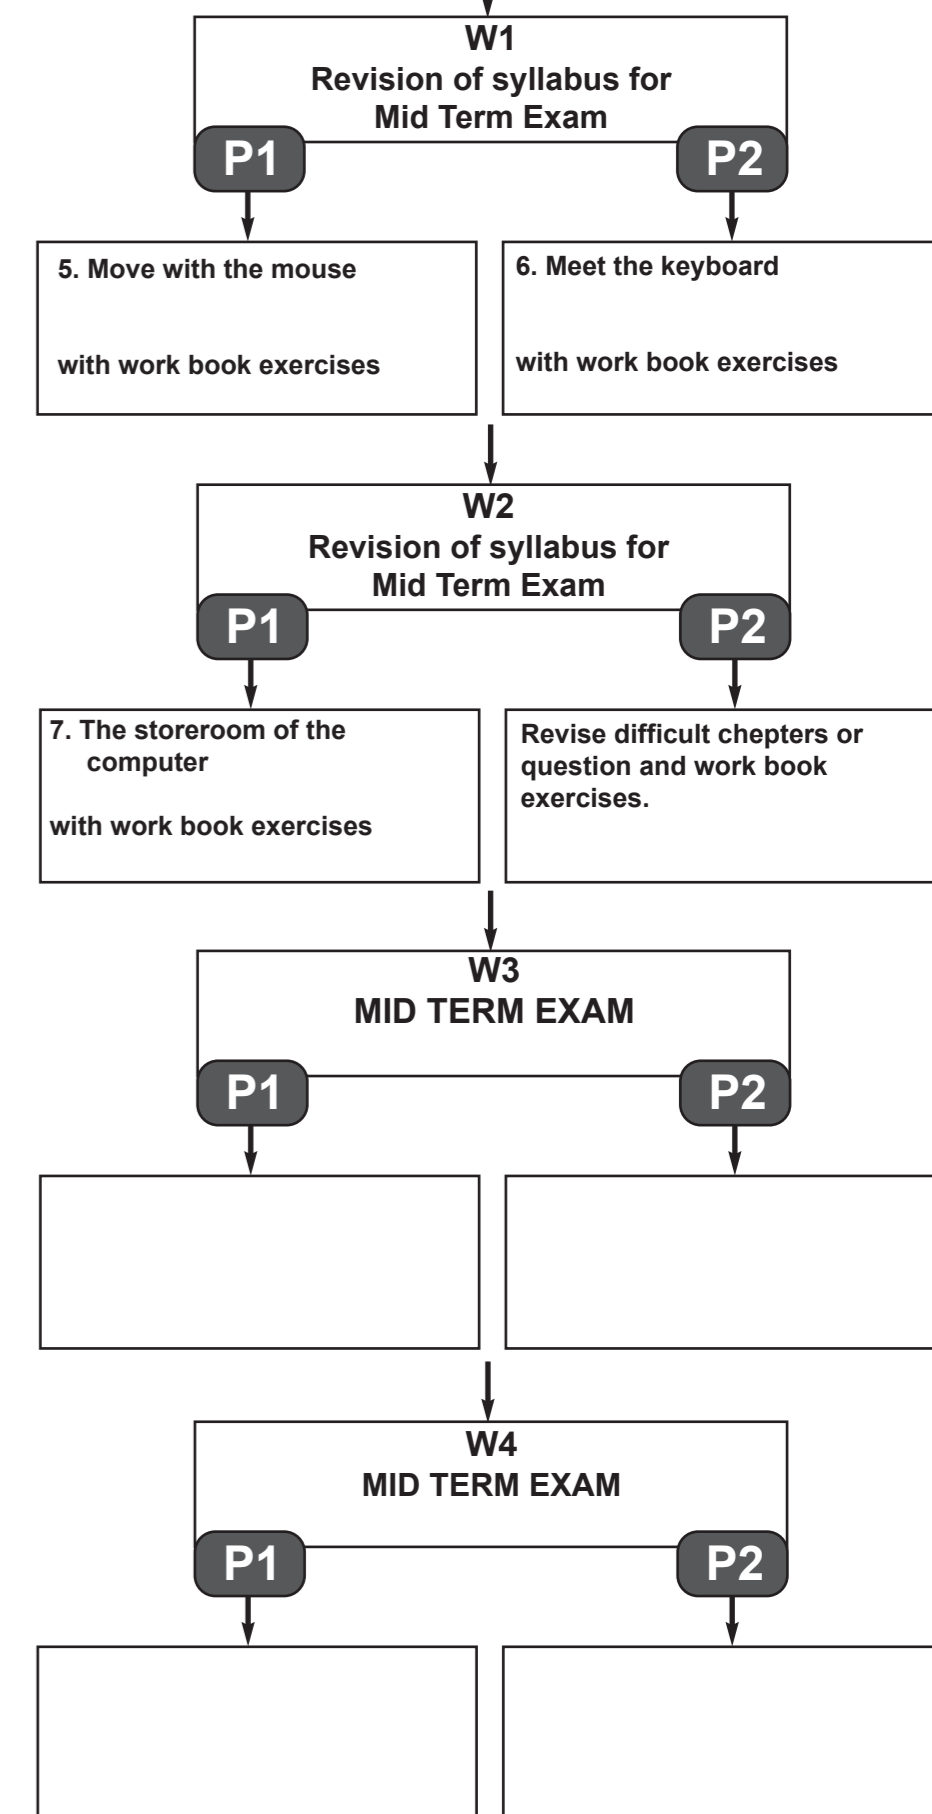 W1
Revision of syllabus for
Mid Term Exam
P1
P2
5. Move with the mouse
with work book exercises
6. Meet the keyboard
with work book exercises
W2
Revision of syllabus for
Mid Term Exam
P1
P2
7. The storeroom of the
computer
with work book exercises
Revise difficult chepters or
question and work book
exercises.
W3
MID TERM EXAM
P1
P2
W4
MID TERM EXAM
P1
P2